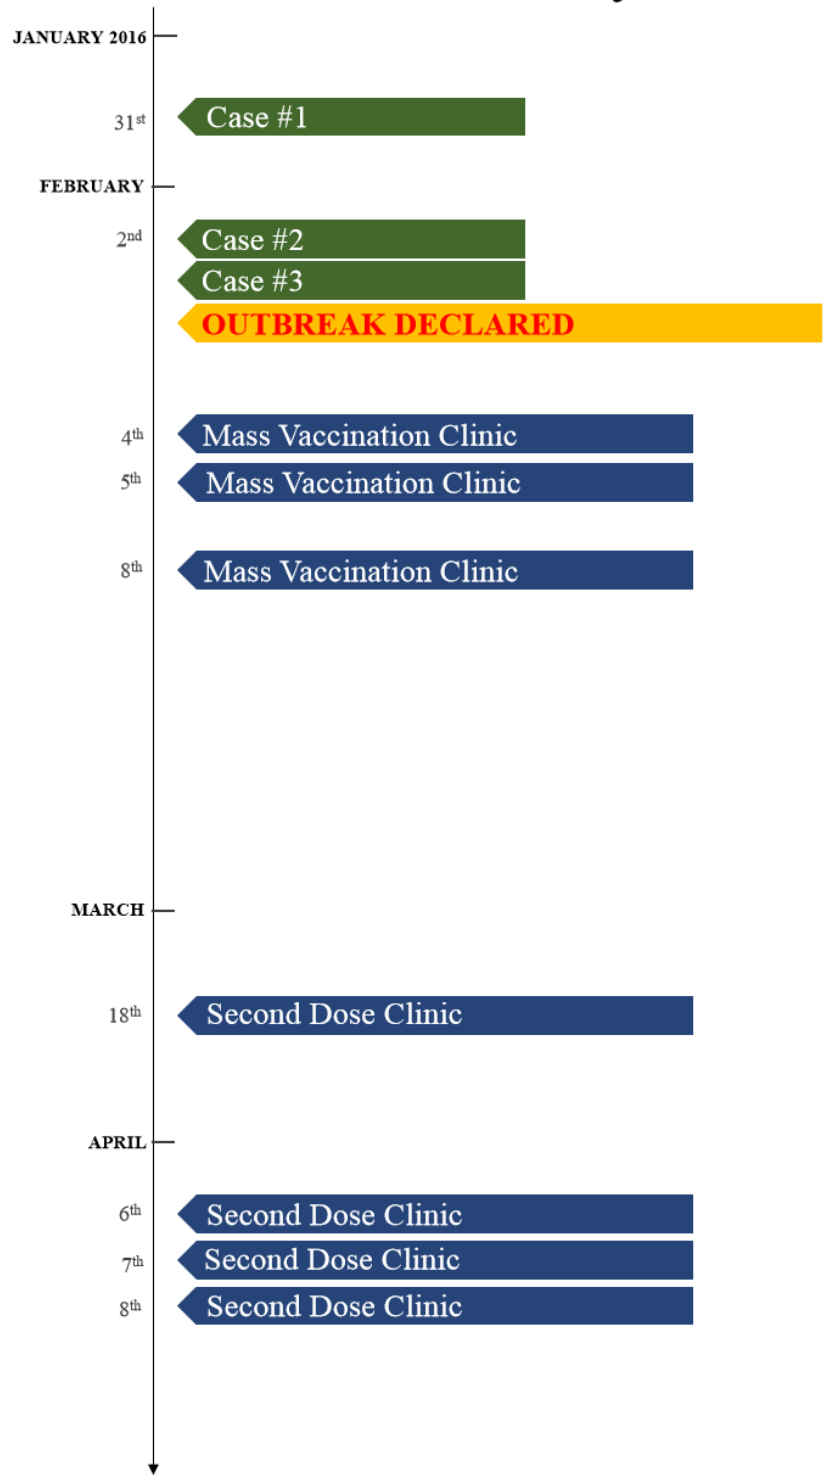 JANUARY 2016
31st
Case #1
FEBRUARY
2nd
Case #2
Case #3
OUTBREAK DECLARED
4th
Mass Vaccination Clinic
5th
Mass Vaccination Clinic
8th
Mass Vaccination Clinic
MARCH
18th
Second Dose Clinic
APRIL
6th
Second Dose Clinic
7th
Second Dose Clinic
8th
Second Dose Clinic